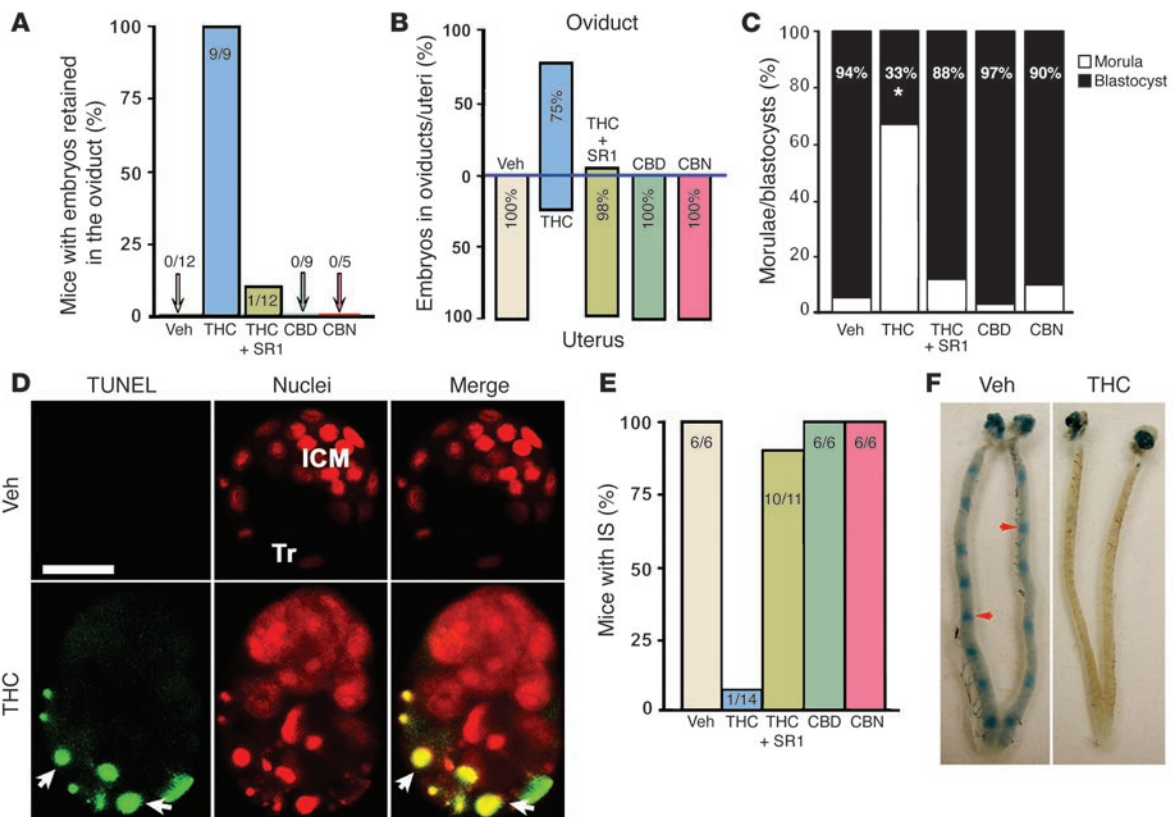 A
Mice with embryos retained
in the oviduct (%)
100
75
50
25
0
9/9
0/12
1/12
0/9
0/5
Veh
THC
THC
+ SR1
CBD
CBN
B
Oviduct
Embryos in oviducts/uteri (%)
100
50
0
50
100
Veh
100%
75%
THC
THC
+
SR1
98%
CBD
100%
CBN
100%
Uterus
C
Morulae/blastocysts (%)
100
80
60
40
20
0
94%
33%
*
88%
97%
90%
Morula
Blastocyst
Veh
THC
THC
+ SR1
CBD
CBN
D
TUNEL
Nuclei
Merge
Veh
ICM
Tr
THC
E
Mice with IS (%)
100
75
50
25
0
6/6
1/14
10/11
6/6
6/6
Veh
THC
THC
+ SR1
CBD
CBN
F
Veh
THC